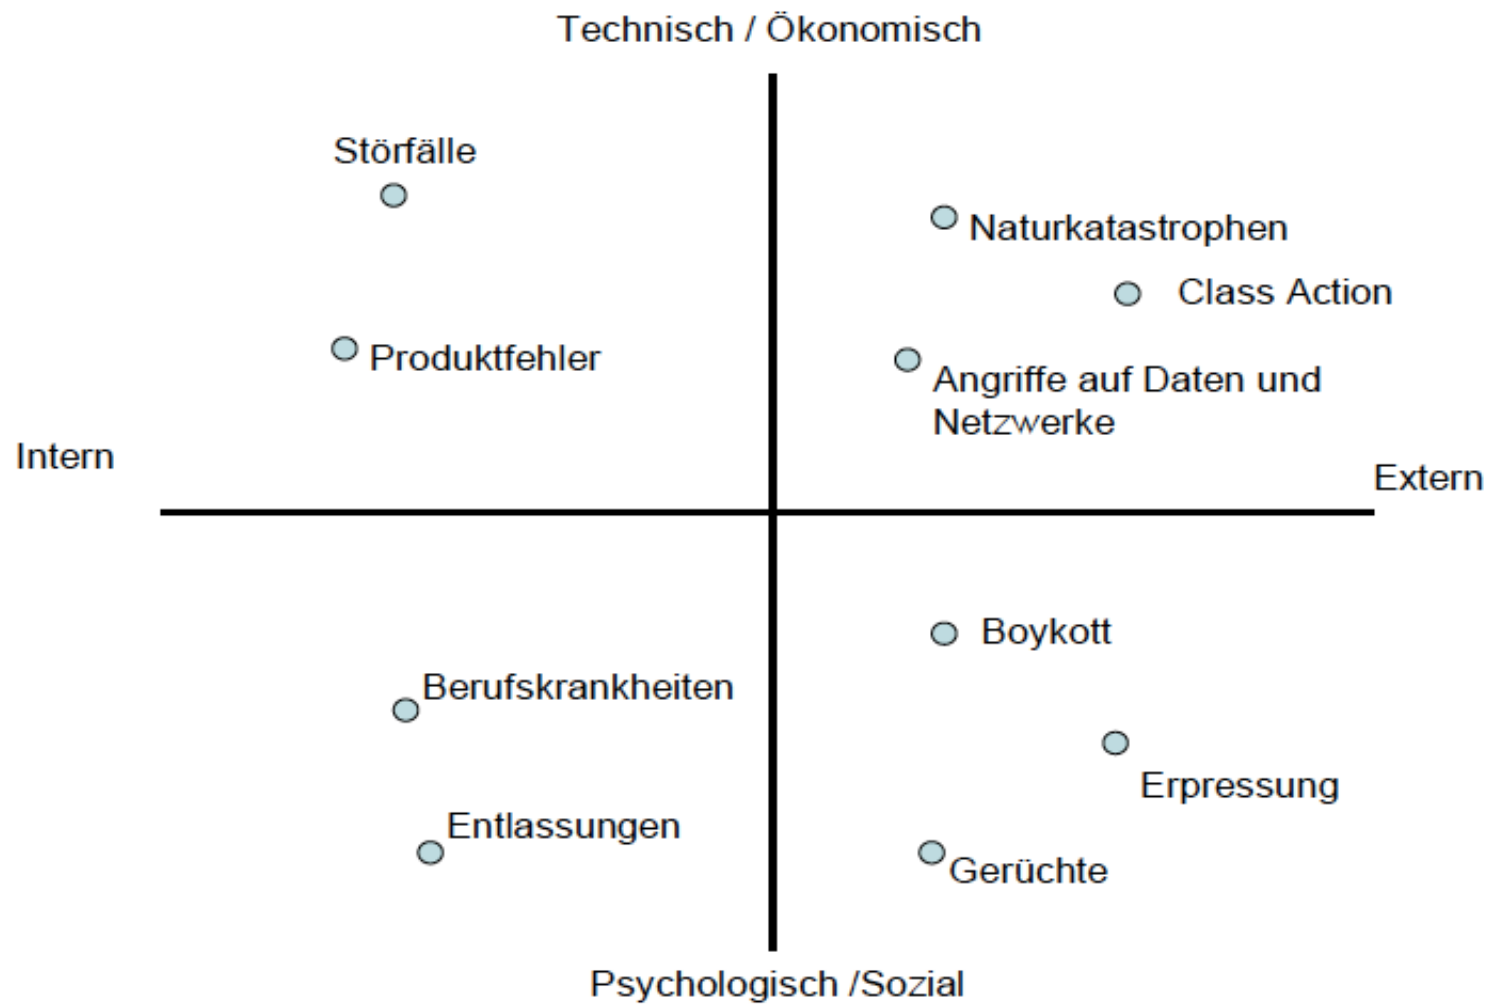 Technisch / Ökonomisch
Störfälle
Naturkatastrophen
Class Action
Produktfehler
Angriffe auf Daten und
Netzwerke
Intern
Extern
Boykott
Berufskrankheiten
Erpressung
Entlassungen
Gerüchte
Psychologisch /Sozial